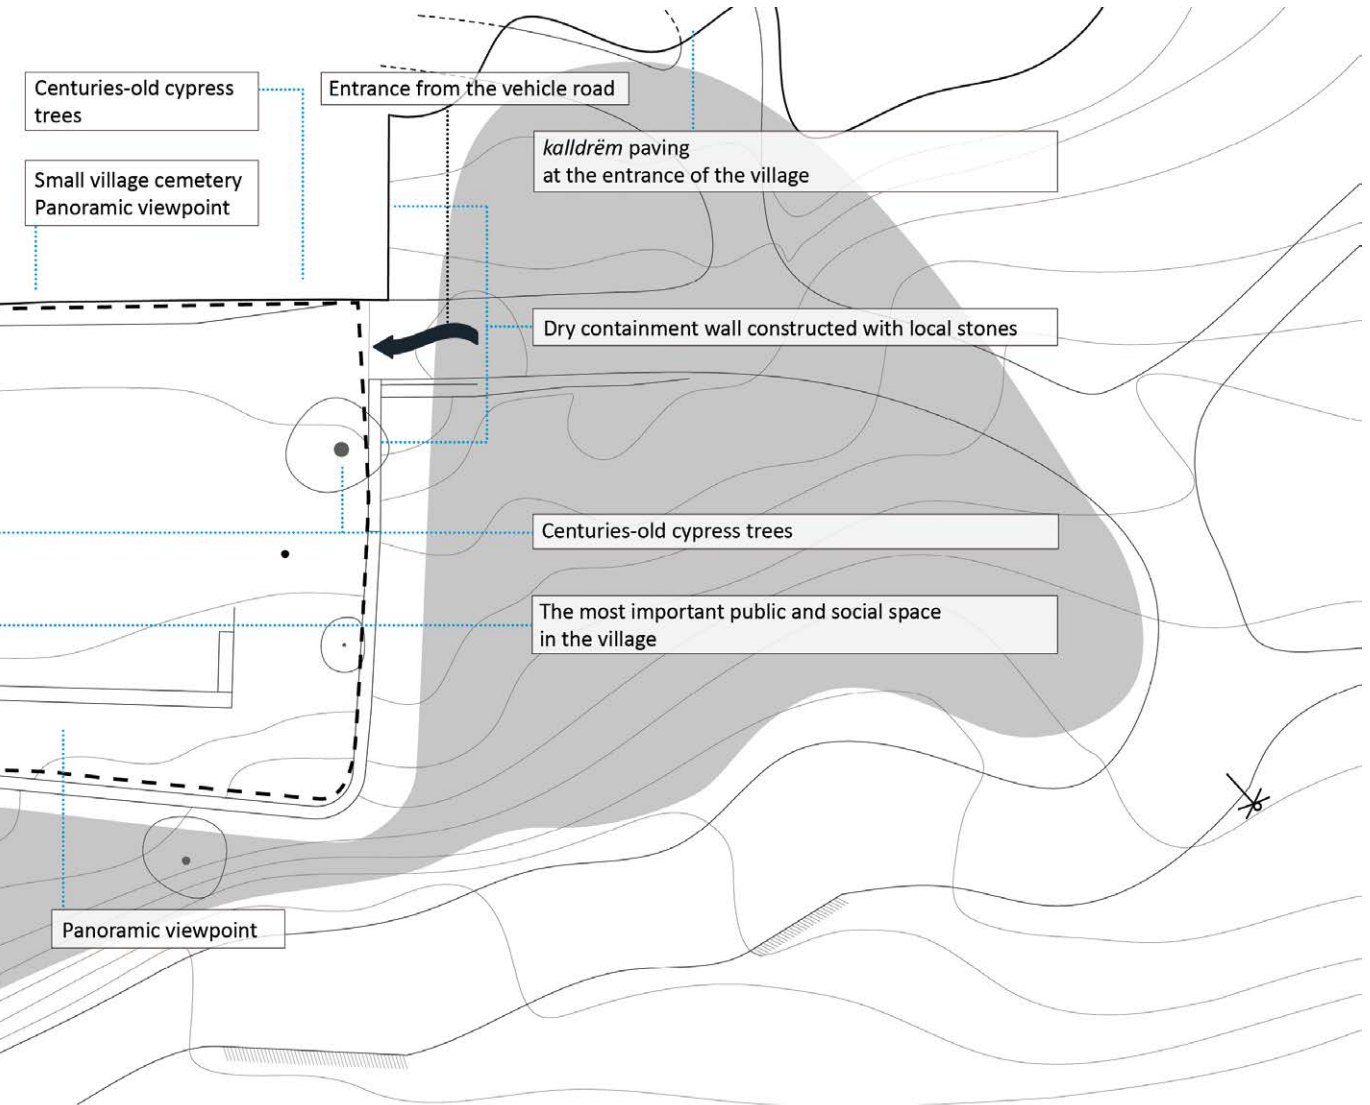 Centuries-old cypress
trees
Entrance from the vehicle road
kalldrëm paving
at the entrance of the village
Small village cemetery
Panoramic viewpoint
Dry containment wall constructed with local stones
Centuries-old cypress trees
The most important public and social space
in the village
Panoramic viewpoint